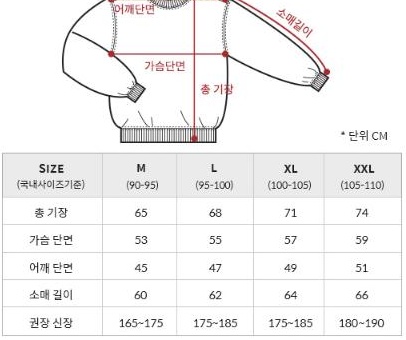 어깨단면
소매길이
가슴단면
총 기장
* 단위 CM
SIZE M L XL XXL
(국내사이즈기준) (90-95) (95-100) (100-105) (105-110)
총 기장 65 68 71 74
가슴 단면 53 55 57 59
어깨 단면 45 47 49 51
소매 길이 60 62 64 66
권장 신장 165~175 175~185 175~185 180~190